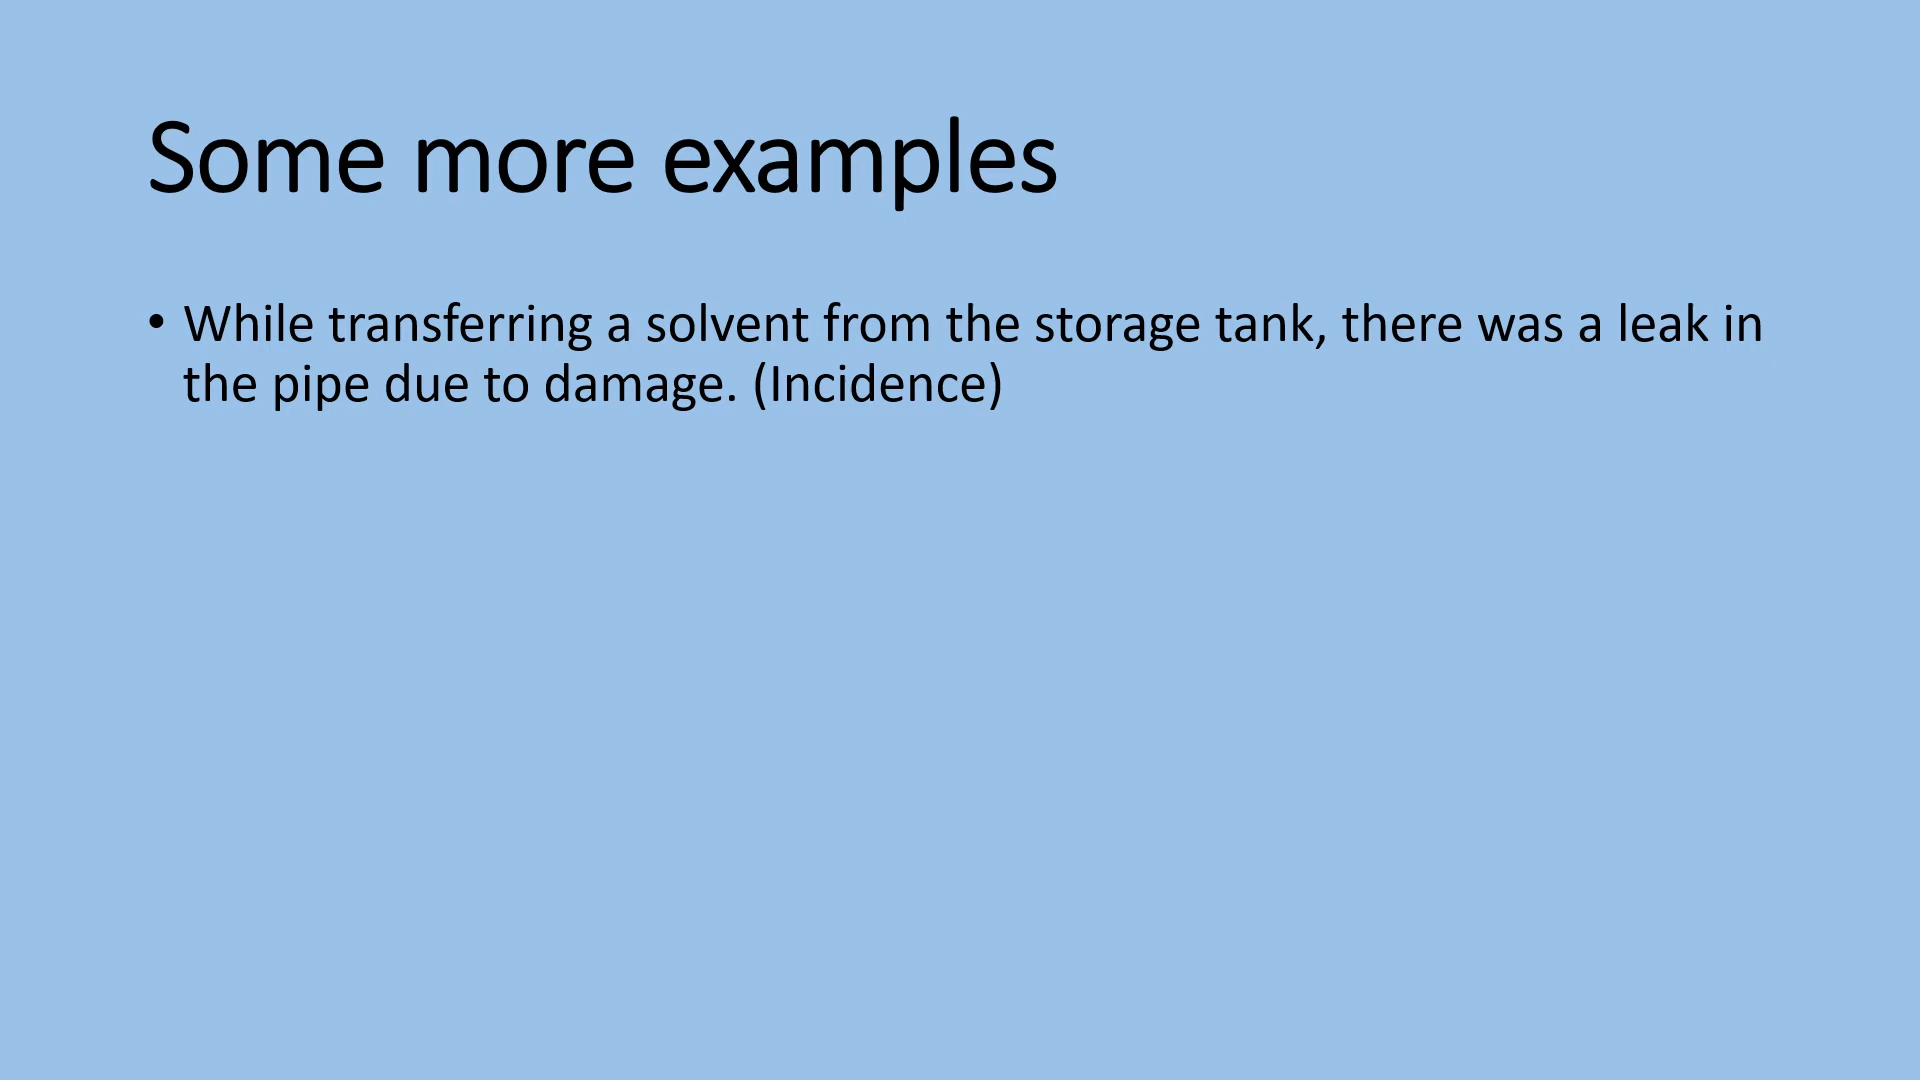 Some more examples
• While transferring a solvent from the storage tank, there was a leak in
the pipe due to damage. (Incidence)